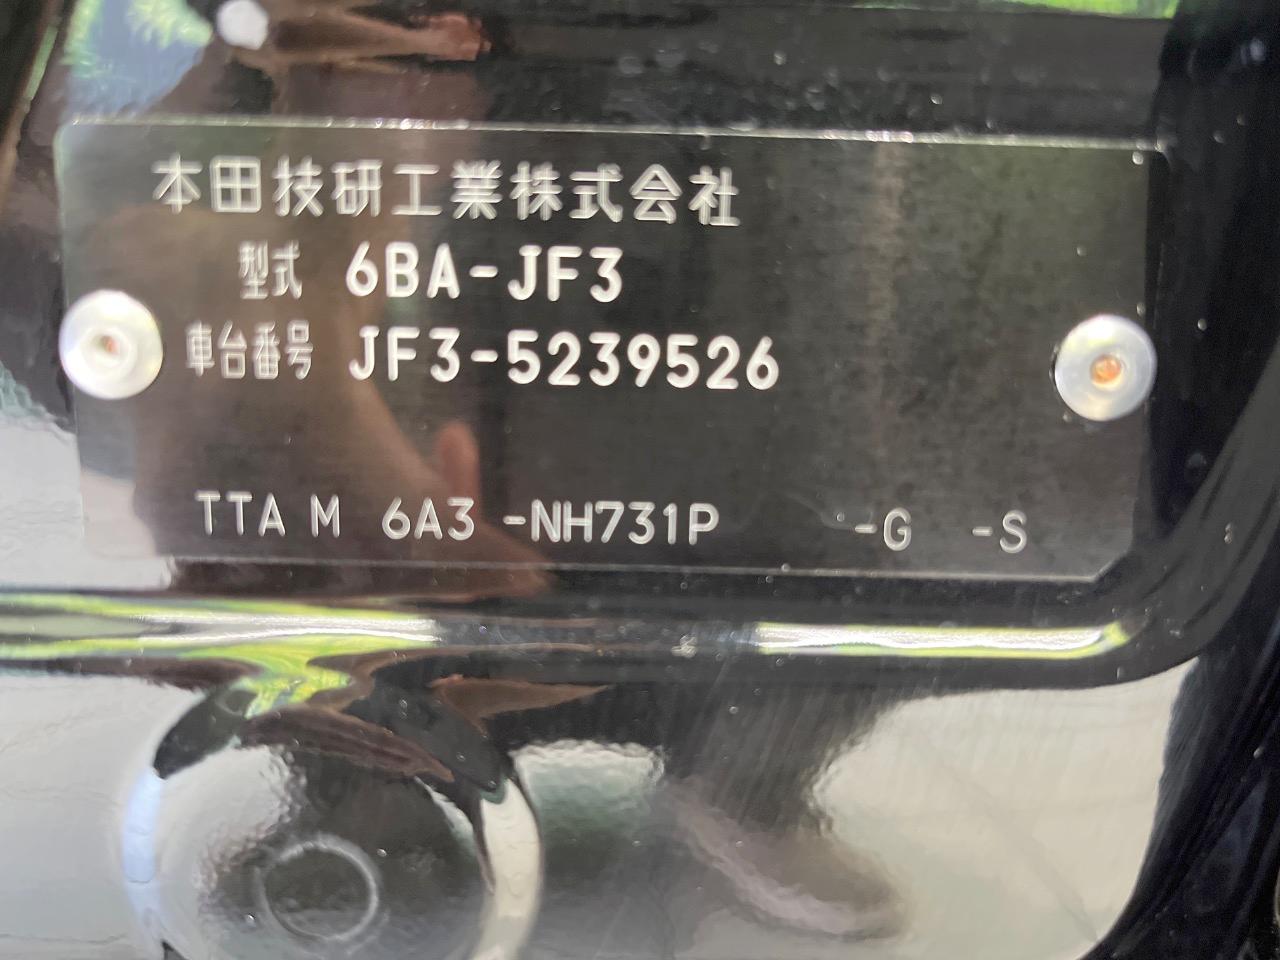 本田技研工業株式会社
型式 6BA-JF3
車台番号 JF3-5239526
TTA M 6A3 -NH731P -G -S